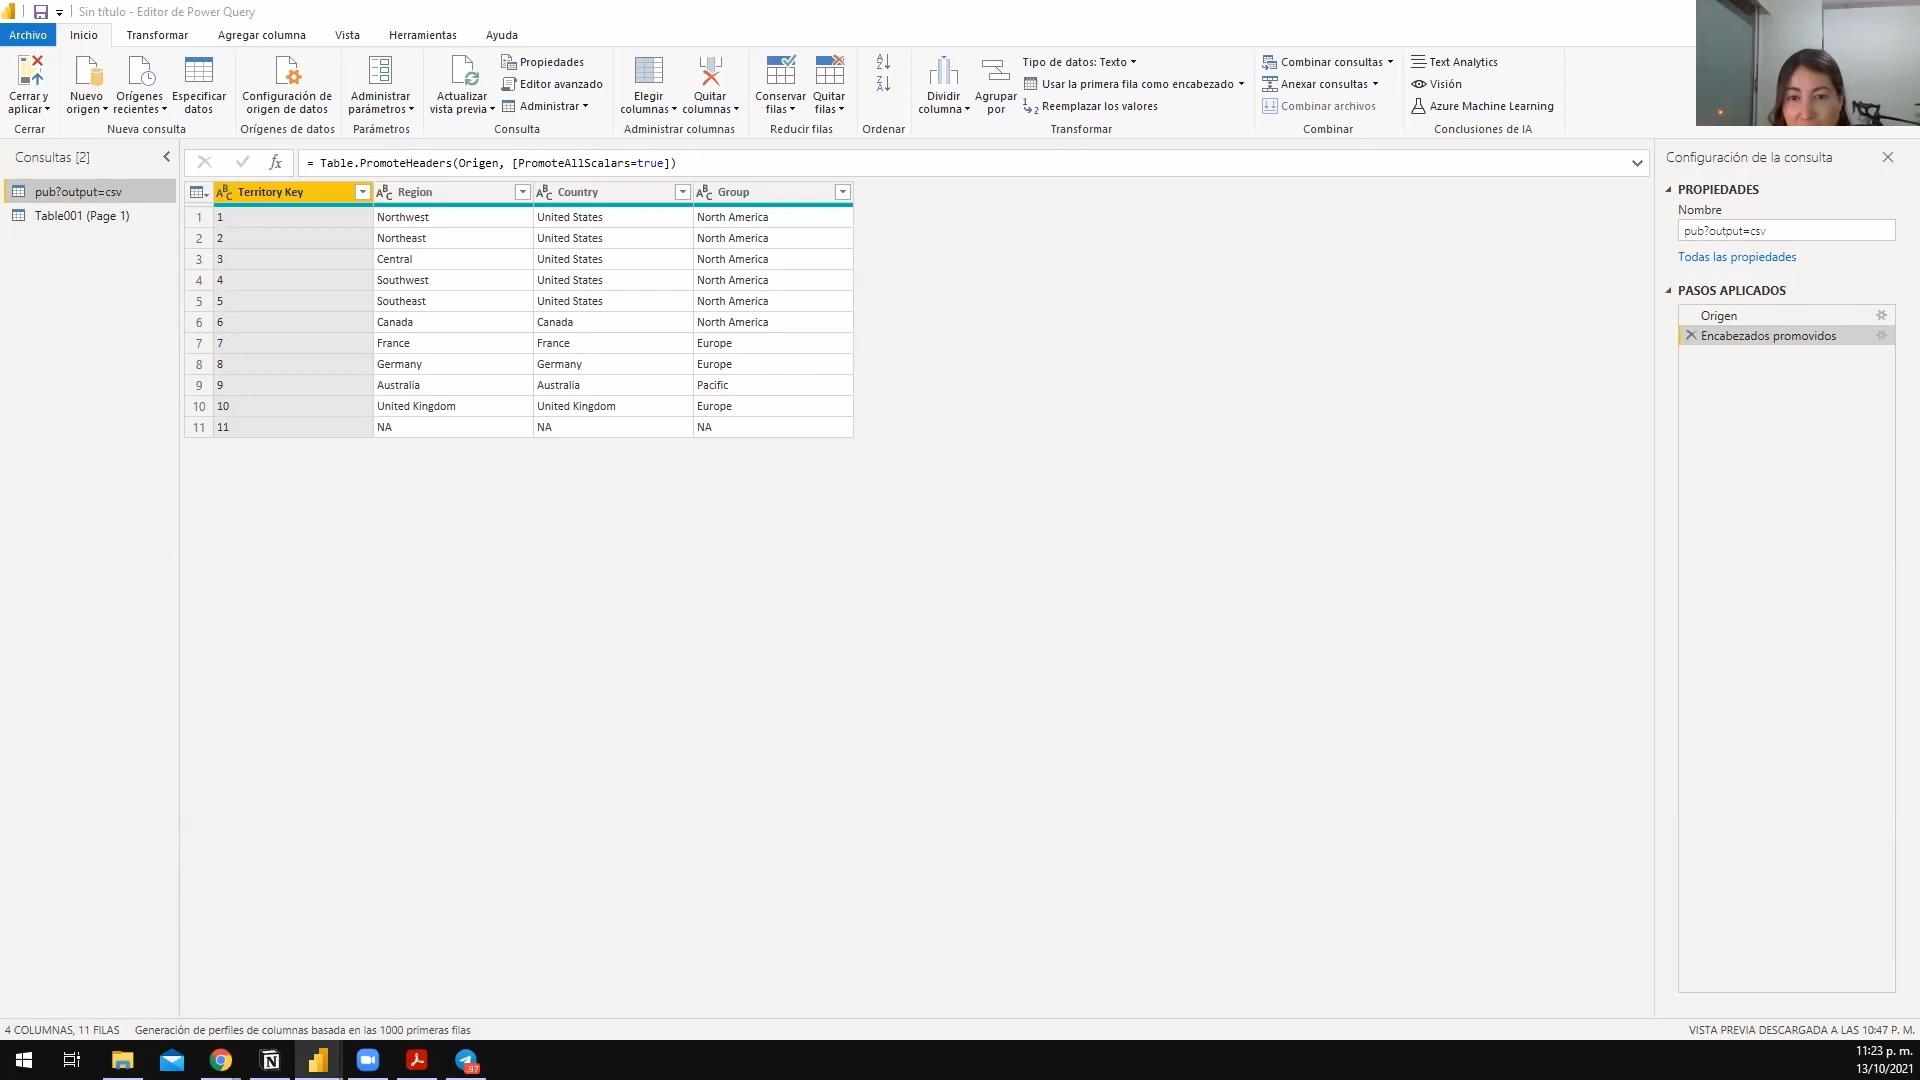 Sin título - Editor de Power Query
Archivo Inicio Transformar Agregar columna Vista Herramientas Ayuda
Cerrar y aplicar
Cerrar
Nuevo origen
Orígenes recientes
Especificar datos
Nueva consulta
Configuración de origen de datos
Orígenes de datos
Administrar parámetros
Parámetros
Actualizar vista previa
Propiedades
Editor avanzado
Administrar
Consulta
Elegir columnas
Quitar columnas
Administrar columnas
Conservar filas
Quitar filas
Reducir filas
Ordenar
Dividir columna
Agrupar por
Tipo de datos: Texto
Usar la primera fila como encabezado
Reemplazar los valores
Transformar
Combinar consultas
Anexar consultas
Combinar archivos
Combinar
Text Analytics
Visión
Azure Machine Learning
Conclusiones de IA
Consultas [2]
pub?output=csv
Table001 (Page 1)
fx = Table.PromoteHeaders(Origen, [PromoteAllScalars=true])
Territory Key Region Country Group
1 1 Northwest United States North America
2 2 Northeast United States North America
3 3 Central United States North America
4 4 Southwest United States North America
5 5 Southeast United States North America
6 6 Canada Canada North America
7 7 France France Europe
8 8 Germany Germany Europe
9 9 Australia Australia Pacific
10 10 United Kingdom United Kingdom Europe
11 11 NA NA NA
Configuración de la consulta
PROPIEDADES
Nombre
pub?output=csv
Todas las propiedades
PASOS APLICADOS
Origen
Encabezados promovidos
4 COLUMNAS, 11 FILAS Generación de perfiles de columnas basada en las 1000 primeras filas
VISTA PREVIA DESCARGADA A LAS 10:47 P. M.
97
11:23 p. m.
13/10/2021